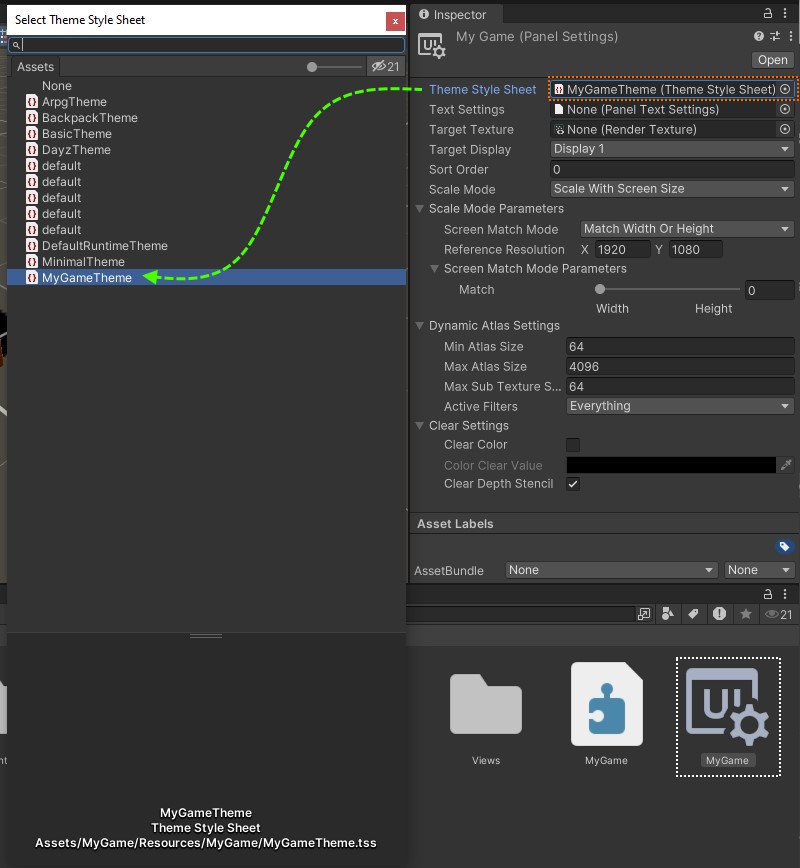 Select Theme Style Sheet
x
Assets
21
None
ArpgTheme
BackpackTheme
BasicTheme
DayzTheme
default
default
default
default
default
DefaultRuntimeTheme
MinimalTheme
MyGameTheme
MyGameTheme
Theme Style Sheet
Assets/MyGame/Resources/MyGame/MyGameTheme.tss
Inspector
My Game (Panel Settings)
Open
Theme Style Sheet MyGameTheme (Theme Style Sheet)
Text Settings None (Panel Text Settings)
Target Texture None (Render Texture)
Target Display Display 1
Sort Order 0
Scale Mode Scale With Screen Size
Scale Mode Parameters
Screen Match Mode Match Width Or Height
Reference Resolution X 1920 Y 1080
Screen Match Mode Parameters
Match 0
Width Height
Dynamic Atlas Settings
Min Atlas Size 64
Max Atlas Size 4096
Max Sub Texture S... 64
Active Filters Everything
Clear Settings
Clear Color
Color Clear Value
Clear Depth Stencil
Asset Labels
AssetBundle None None
21
UI
Views MyGame MyGame